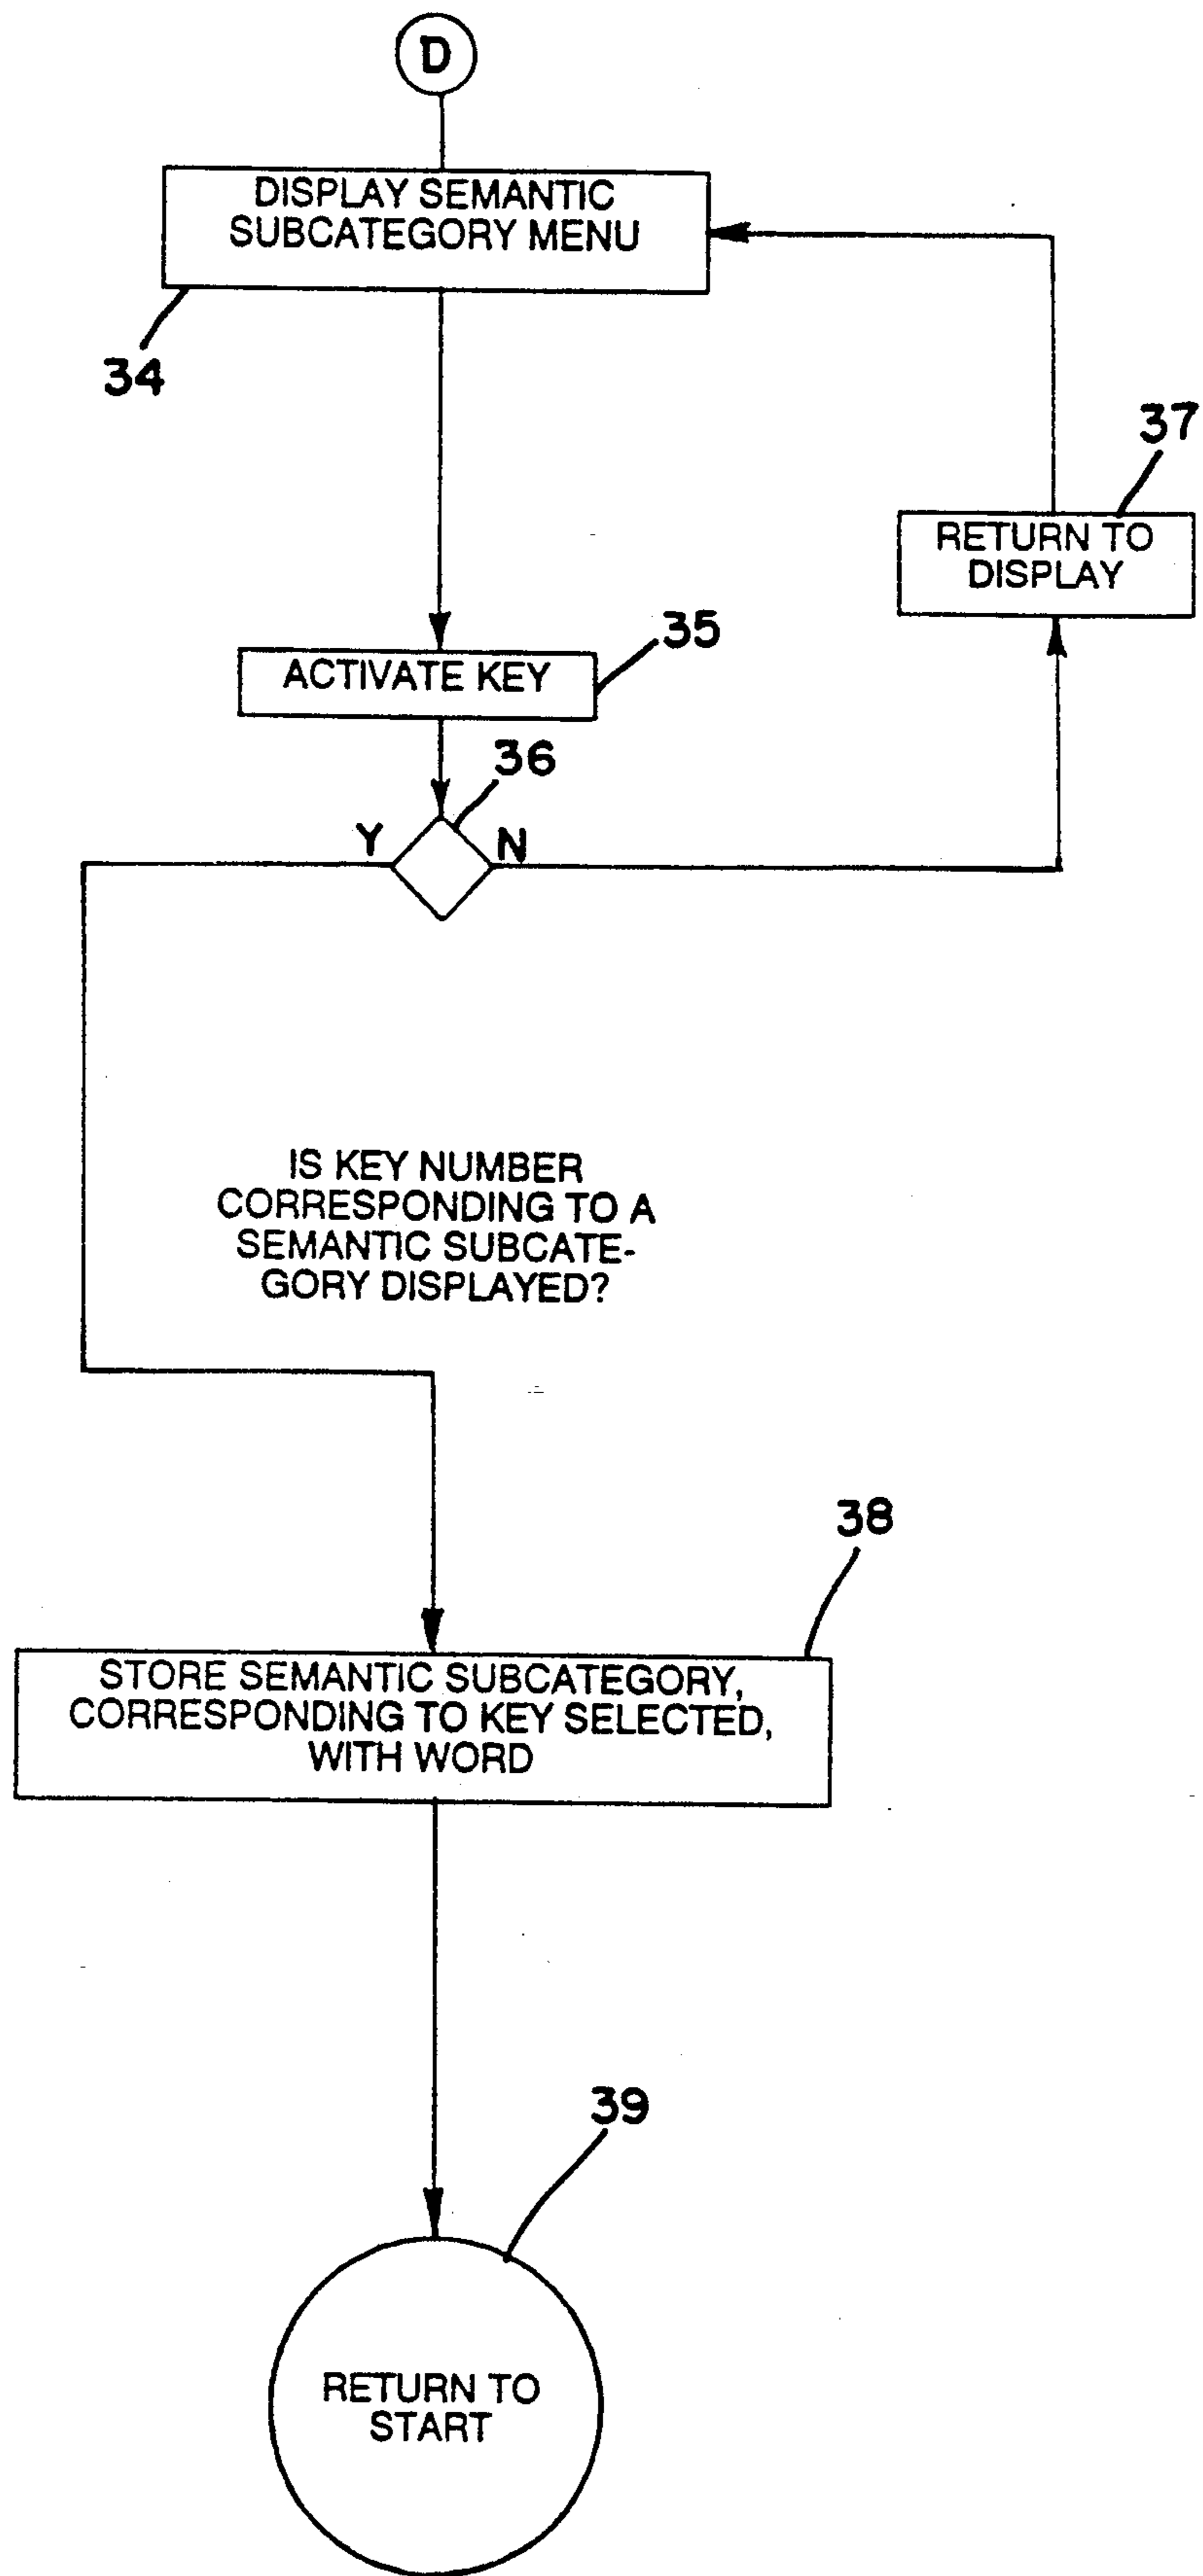 D
DISPLAY SEMANTIC
SUBCATEGORY MENU
34
37
RETURN TO
DISPLAY
35
ACTIVATE KEY
36
Y
N
IS KEY NUMBER
CORRESPONDING TO A
SEMANTIC SUBCATE-
GORY DISPLAYED?
38
STORE SEMANTIC SUBCATEGORY,
CORRESPONDING TO KEY SELECTED,
WITH WORD
39
RETURN TO
START